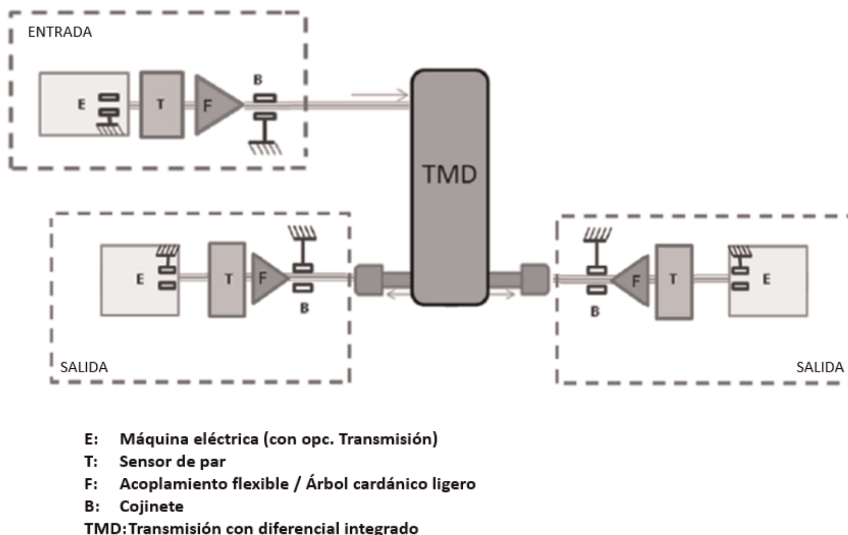 ENTRADA
B
E T F
TMD
E T F
B
SALIDA
F T E
B
SALIDA
E: Máquina eléctrica (con opc. Transmisión)
T: Sensor de par
F: Acoplamiento flexible / Árbol cardánico ligero
B: Cojinete
TMD:Transmisión con diferencial integrado